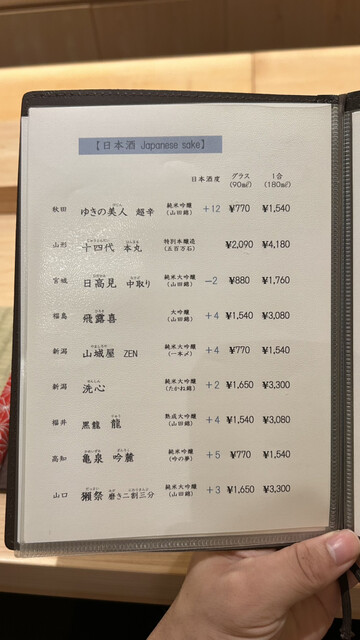 【日本酒 Japanese sake】
日本酒度 グラス (90㎖) 1合 (180㎖)
秋田 ゆきの美人 超辛 純米吟醸 (山田錦) +12 ¥770 ¥1,540
山形 十四代 本丸 特別本醸造 (五百万石) ¥2,090 ¥4,180
宮城 日高見 中取り 純米大吟醸 (山田錦) −2 ¥880 ¥1,760
福島 飛露喜 大吟醸 (山田錦) +4 ¥1,540 ¥3,080
新潟 山城屋 ZEN 純米大吟醸 (一本〆) +4 ¥770 ¥1,540
新潟 洗心 純米大吟醸 (たかね錦) +2 ¥1,650 ¥3,300
福井 黒龍 龍 熟成大吟醸 (山田錦) +4 ¥1,540 ¥3,080
高知 亀泉 吟麓 純米吟醸 (吟の夢) +5 ¥770 ¥1,540
山口 獺祭 磨き二割三分 純米大吟醸 (山田錦) +3 ¥1,650 ¥3,300